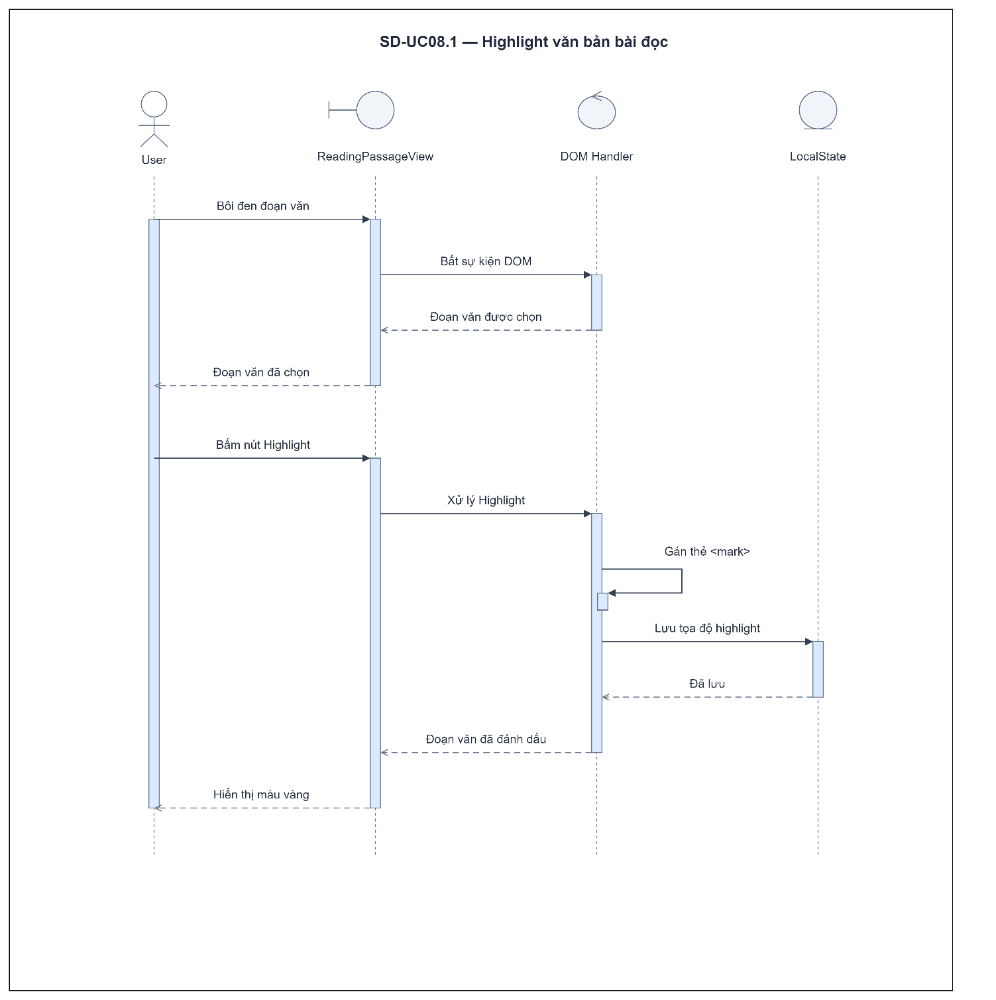 SD-UC08.1 — Highlight văn bản bài đọc
User
ReadingPassageView
DOM Handler
LocalState
Bôi đen đoạn văn
Bắt sự kiện DOM
Đoạn văn được chọn
Đoạn văn đã chọn
Bấm nút Highlight
Xử lý Highlight
Gán thẻ <mark>
Lưu tọa độ highlight
Đã lưu
Đoạn văn đã đánh dấu
Hiển thị màu vàng